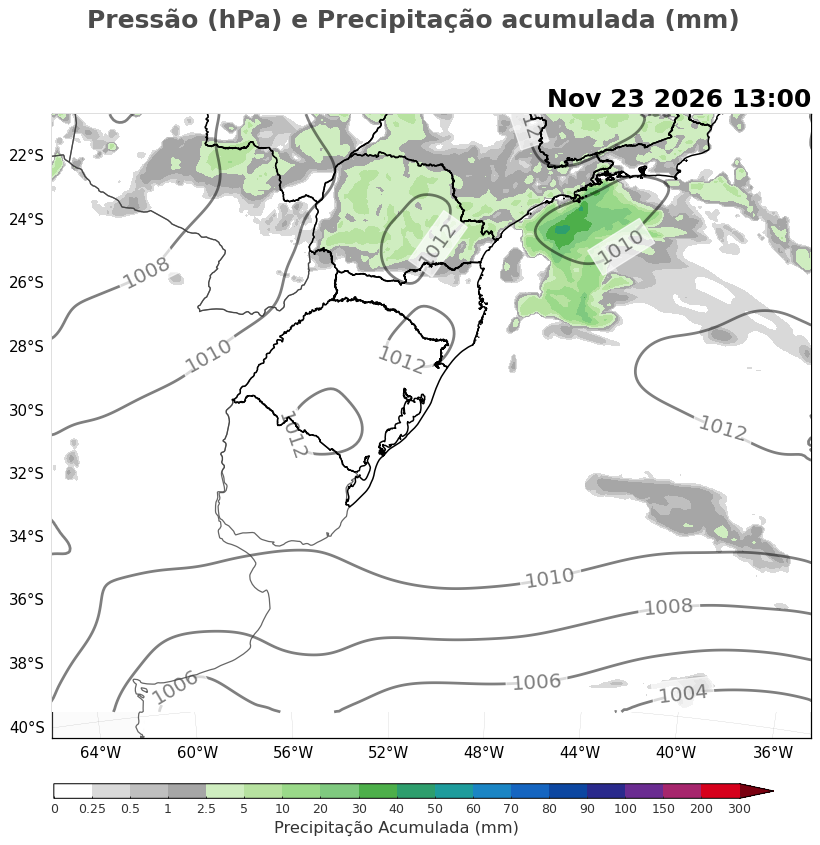 Pressão (hPa) e Precipitação acumulada (mm)
Nov 23 2026 13:00
22°S
24°S
26°S
28°S
30°S
32°S
34°S
36°S
38°S
40°S
1012
1010
1008
1010
1012
1012
1012
1010
1008
1006
1006
1004
64°W 60°W 56°W 52°W 48°W 44°W 40°W 36°W
0 0.25 0.5 1 2.5 5 10 20 30 40 50 60 70 80 90 100 150 200 300
Precipitação Acumulada (mm)